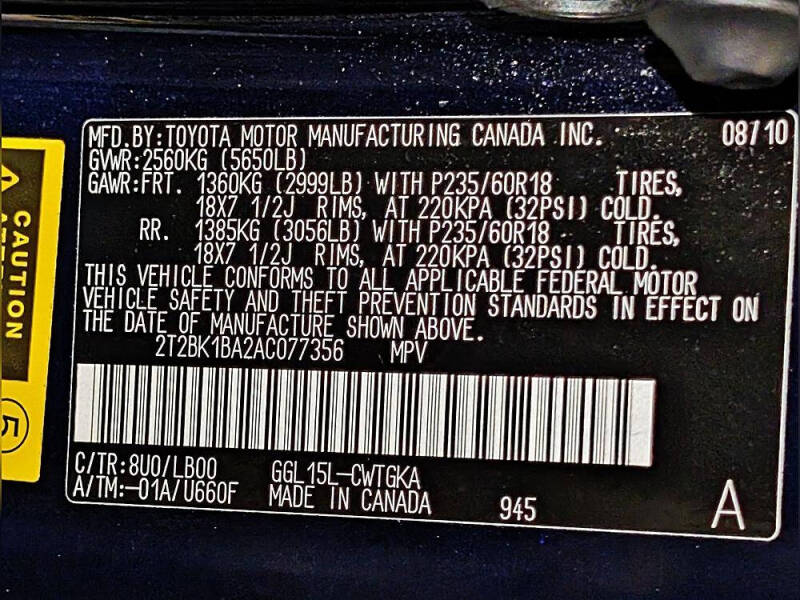 MFD.BY:TOYOTA MOTOR MANUFACTURING CANADA INC. 08/10
GVWR:2560KG (5650LB)
GAWR:FRT. 1360KG (2999LB) WITH P235/60R18 TIRES,
18X7 1/2J RIMS, AT 220KPA (32PSI) COLD.
RR. 1385KG (3056LB) WITH P235/60R18 TIRES,
18X7 1/2J RIMS, AT 220KPA (32PSI) COLD.
THIS VEHICLE CONFORMS TO ALL APPLICABLE FEDERAL MOTOR
VEHICLE SAFETY AND THEFT PREVENTION STANDARDS IN EFFECT ON
THE DATE OF MANUFACTURE SHOWN ABOVE.
2T2BK1BA2AC077356 MPV
C/TR:8U0/LB00 GGL15L-CWTGKA
A/TM:-01A/U660F MADE IN CANADA 945 A
CAUTION
5